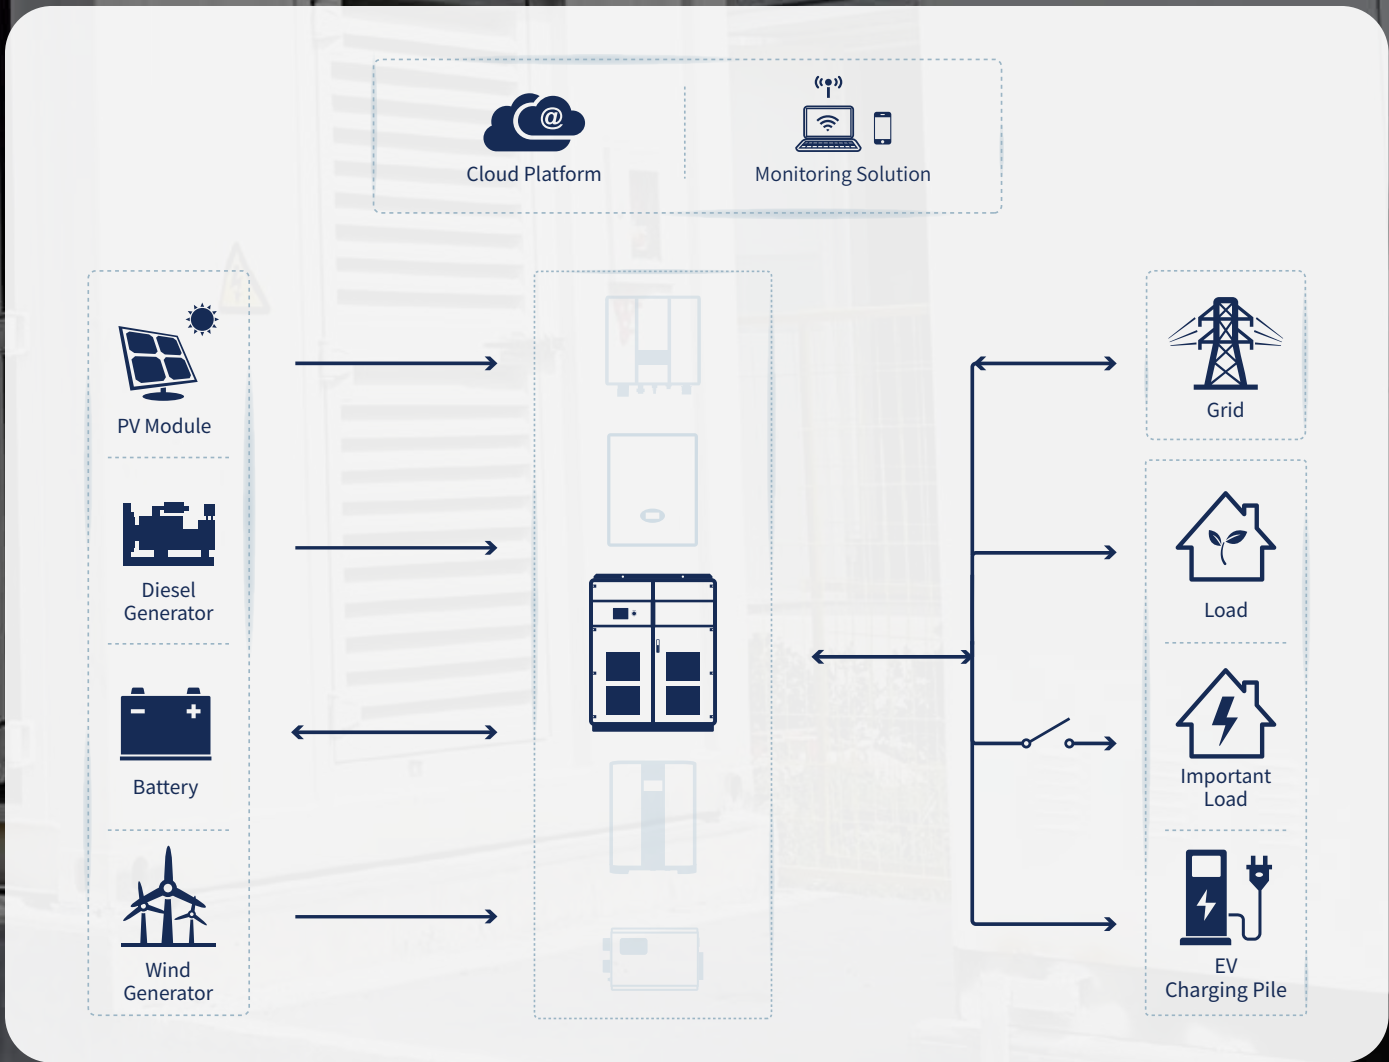 Cloud Platform
Monitoring Solution
PV Module
Diesel
Generator
Battery
Wind
Generator
Grid
Load
Important
Load
EV
Charging Pile